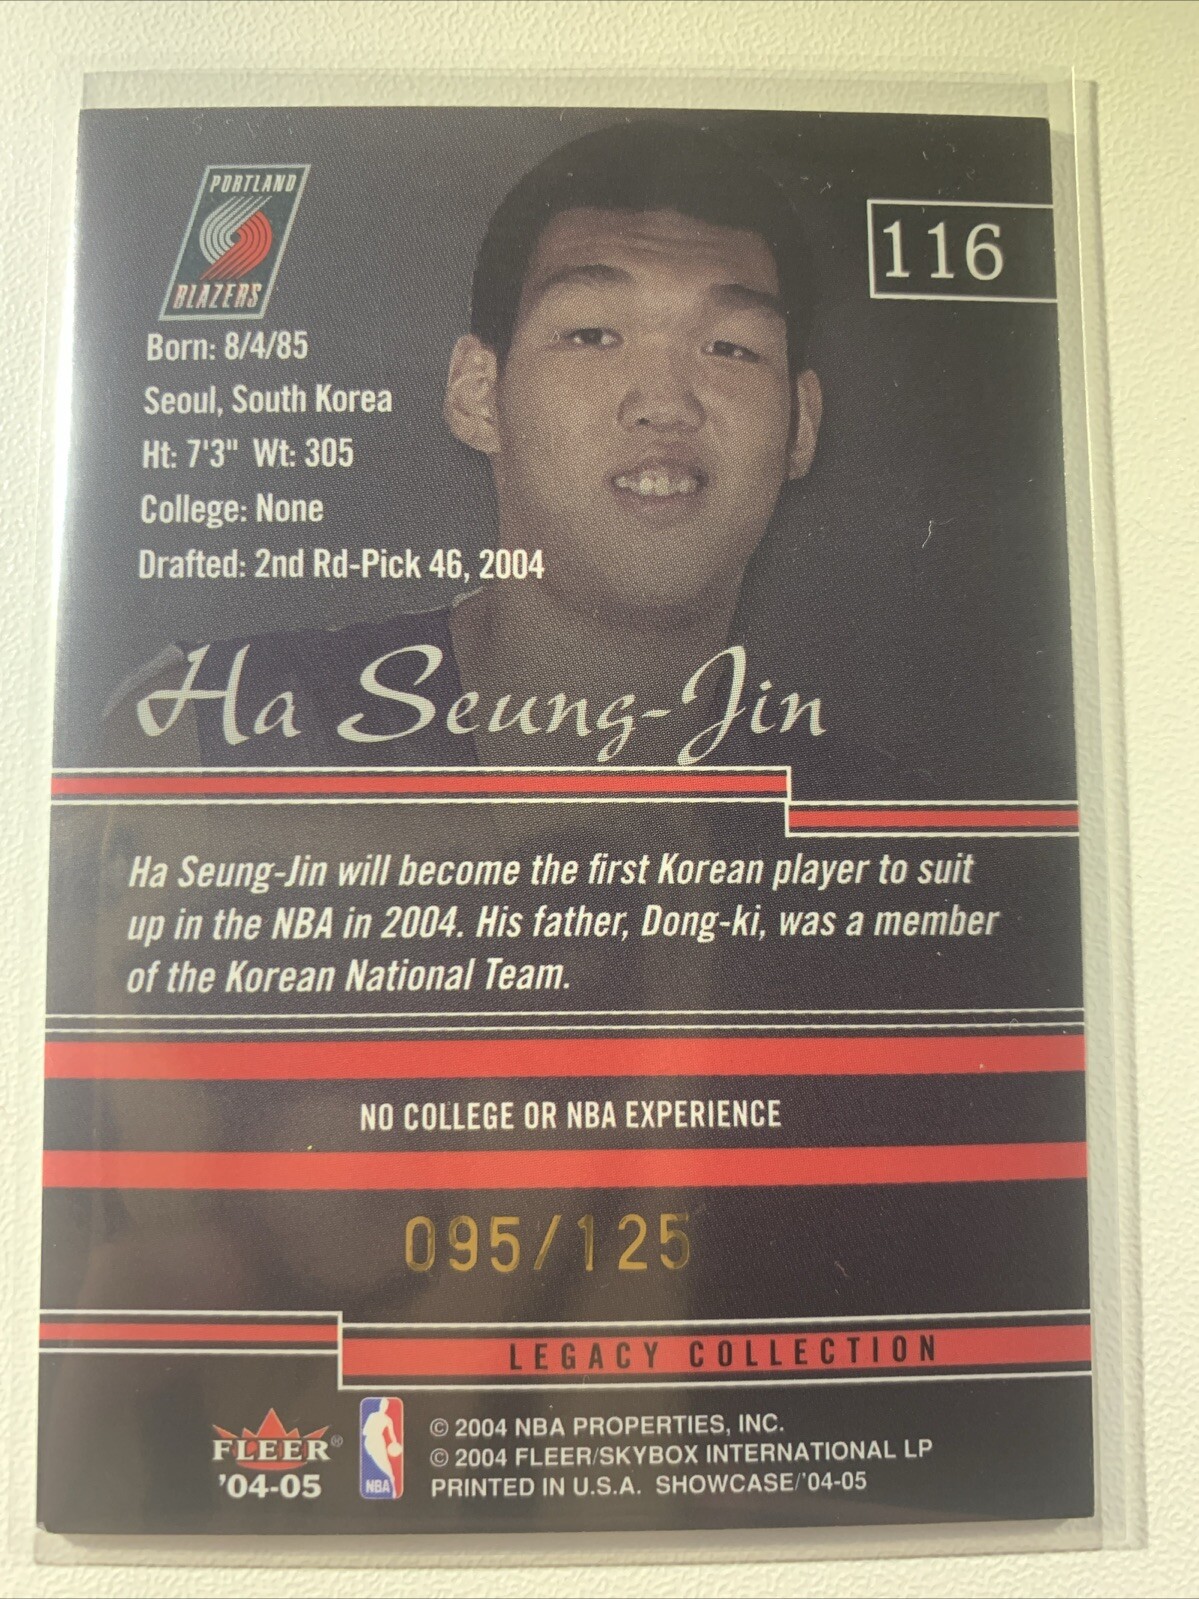 PORTLAND
BLAZERS
116
Born: 8/4/85
Seoul, South Korea
Ht: 7'3" Wt: 305
College: None
Drafted: 2nd Rd-Pick 46, 2004
Ha Seung-Jin
Ha Seung-Jin will become the first Korean player to suit
up in the NBA in 2004. His father, Dong-ki, was a member
of the Korean National Team.
NO COLLEGE OR NBA EXPERIENCE
095/125
LEGACY COLLECTION
FLEER®
'04-05
NBA
© 2004 NBA PROPERTIES, INC.
© 2004 FLEER/SKYBOX INTERNATIONAL LP
PRINTED IN U.S.A. SHOWCASE/'04-05